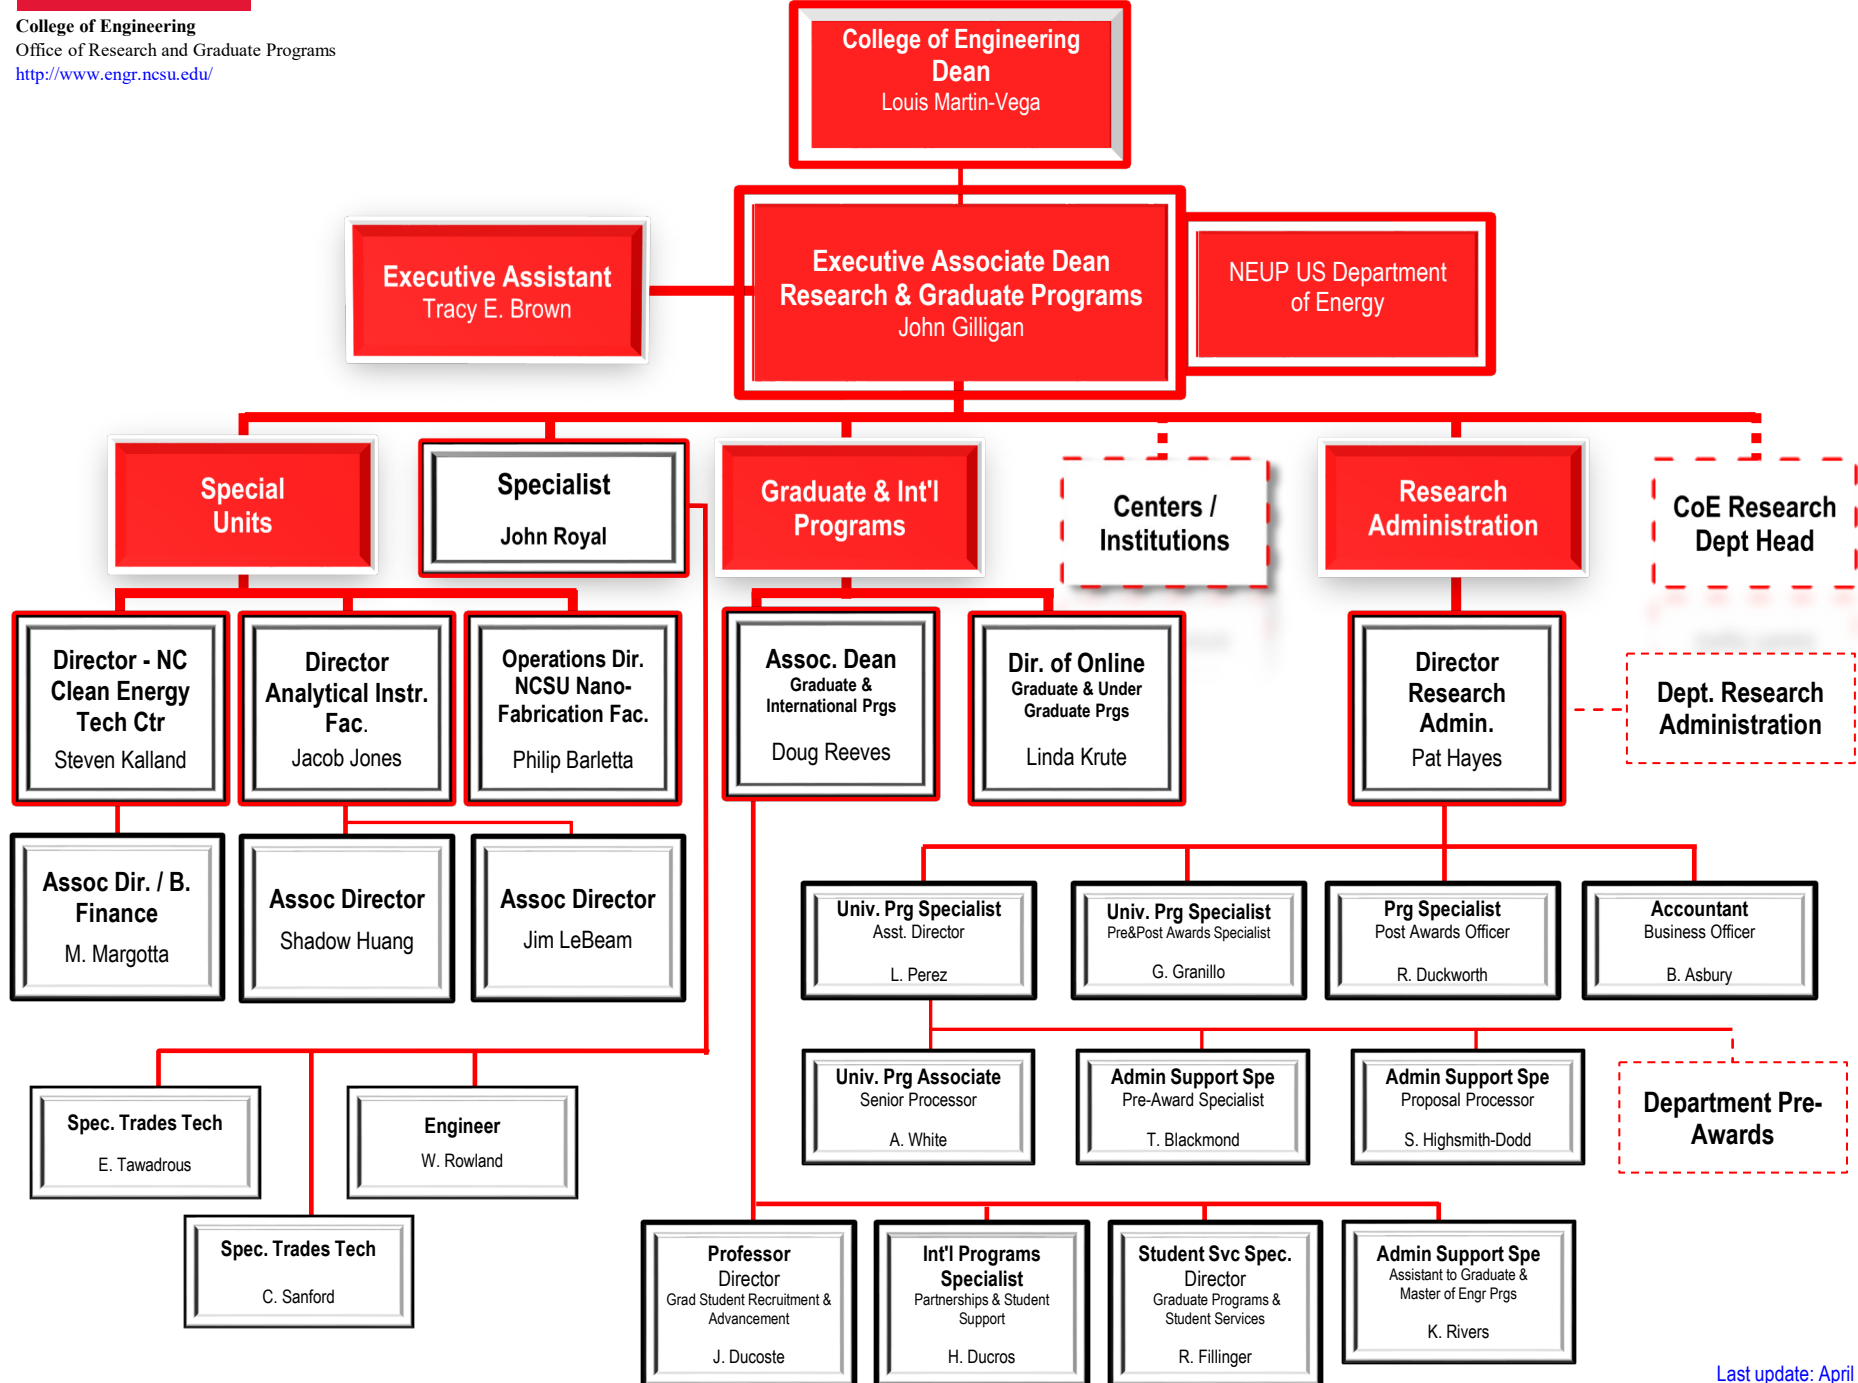 College of Engineering
Office of Research and Graduate Programs
http://www.engr.ncsu.edu/
College of Engineering
Dean
Louis Martin-Vega
Executive Assistant
Tracy E. Brown
Executive Associate Dean
Research & Graduate Programs
John Gilligan
NEUP US Department
of Energy
Special
Units
Specialist
John Royal
Graduate & Int'l
Programs
Centers /
Institutions
Research
Administration
CoE Research
Dept Head
Director - NC
Clean Energy
Tech Ctr
Steven Kalland
Director
Analytical Instr.
Fac.
Jacob Jones
Operations Dir.
NCSU Nano-
Fabrication Fac.
Philip Barletta
Assoc. Dean
Graduate &
International Prgs
Doug Reeves
Dir. of Online
Graduate & Under
Graduate Prgs
Linda Krute
Director
Research
Admin.
Pat Hayes
Dept. Research
Administration
Assoc Dir. / B.
Finance
M. Margotta
Assoc Director
Shadow Huang
Assoc Director
Jim LeBeam
Univ. Prg Specialist
Asst. Director
L. Perez
Univ. Prg Specialist
Pre&Post Awards Specialist
G. Granillo
Prg Specialist
Post Awards Officer
R. Duckworth
Accountant
Business Officer
B. Asbury
Univ. Prg Associate
Senior Processor
A. White
Admin Support Spe
Pre-Award Specialist
T. Blackmond
Admin Support Spe
Proposal Processor
S. Highsmith-Dodd
Department Pre-
Awards
Spec. Trades Tech
E. Tawadrous
Engineer
W. Rowland
Spec. Trades Tech
C. Sanford
Professor
Director
Grad Student Recruitment &
Advancement
J. Ducoste
Int'l Programs
Specialist
Partnerships & Student
Support
H. Ducros
Student Svc Spec.
Director
Graduate Programs &
Student Services
R. Fillinger
Admin Support Spe
Assistant to Graduate &
Master of Engr Prgs
K. Rivers
Last update: April